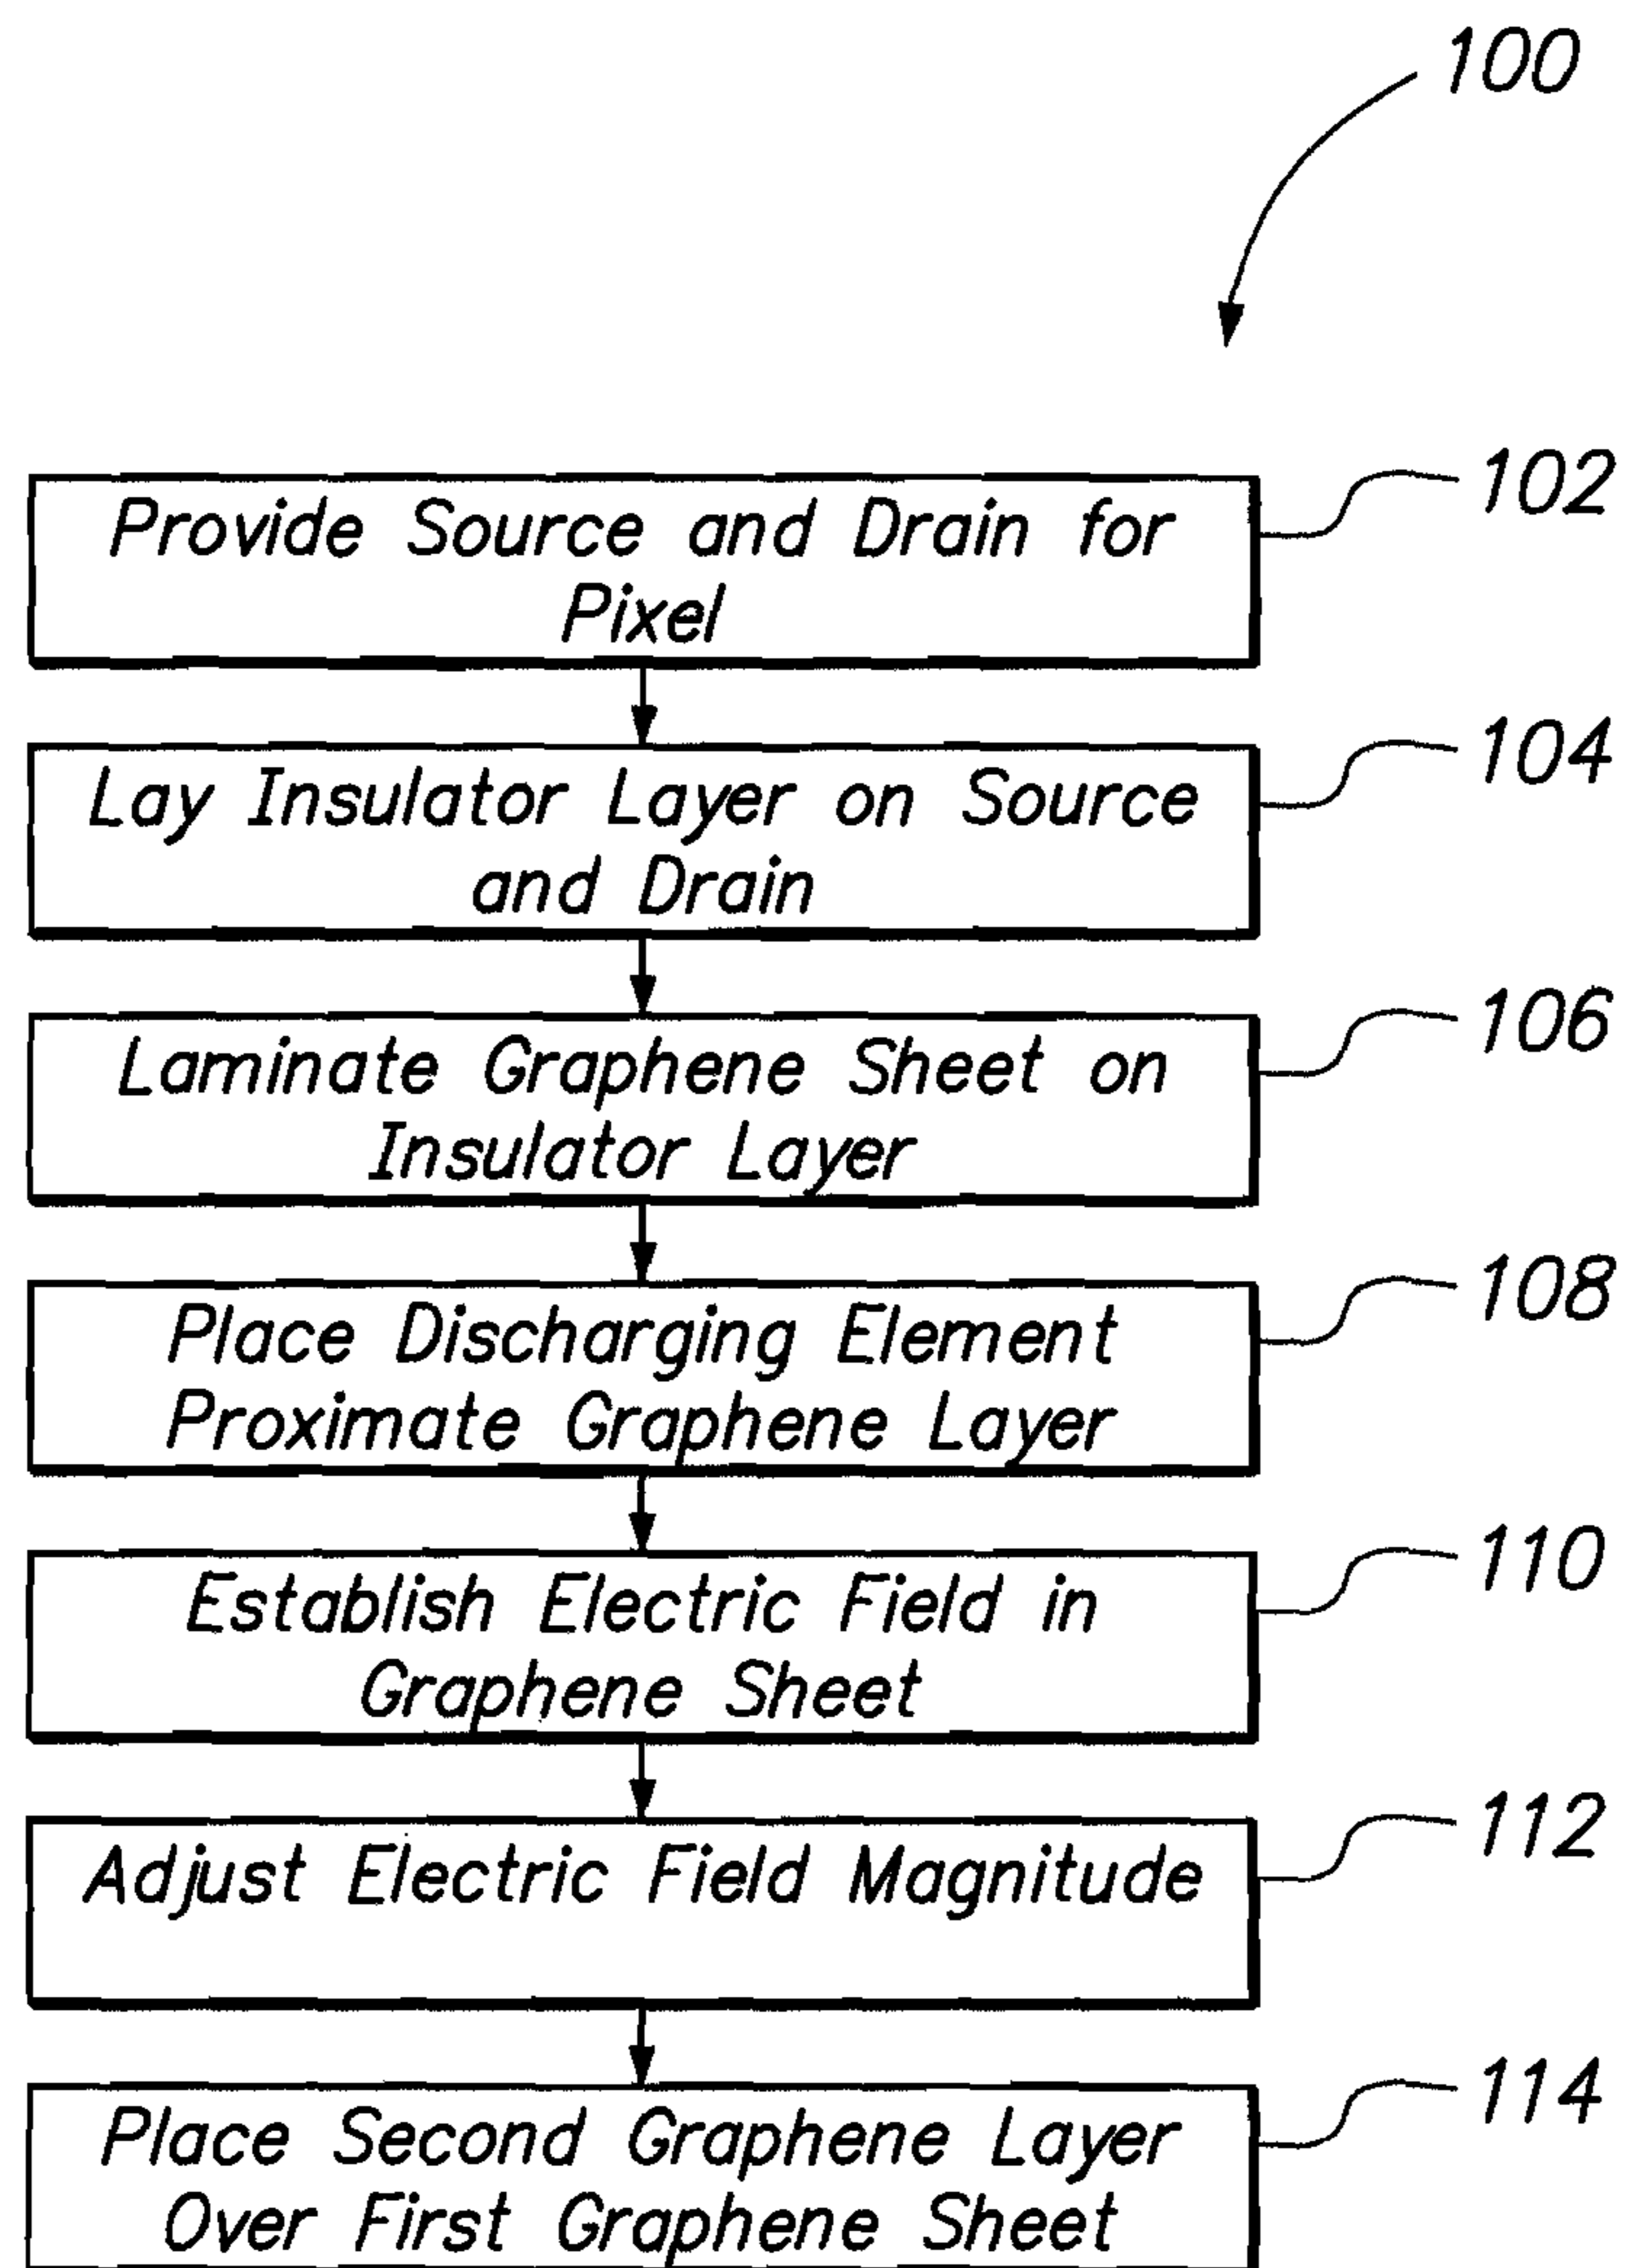 100
Provide Source and Drain for
Pixel
102
Lay Insulator Layer on Source
and Drain
104
Laminate Graphene Sheet on
Insulator Layer
106
Place Discharging Element
Proximate Graphene Layer
108
Establish Electric Field in
Graphene Sheet
110
Adjust Electric Field Magnitude
112
Place Second Graphene Layer
Over First Graphene Sheet
114